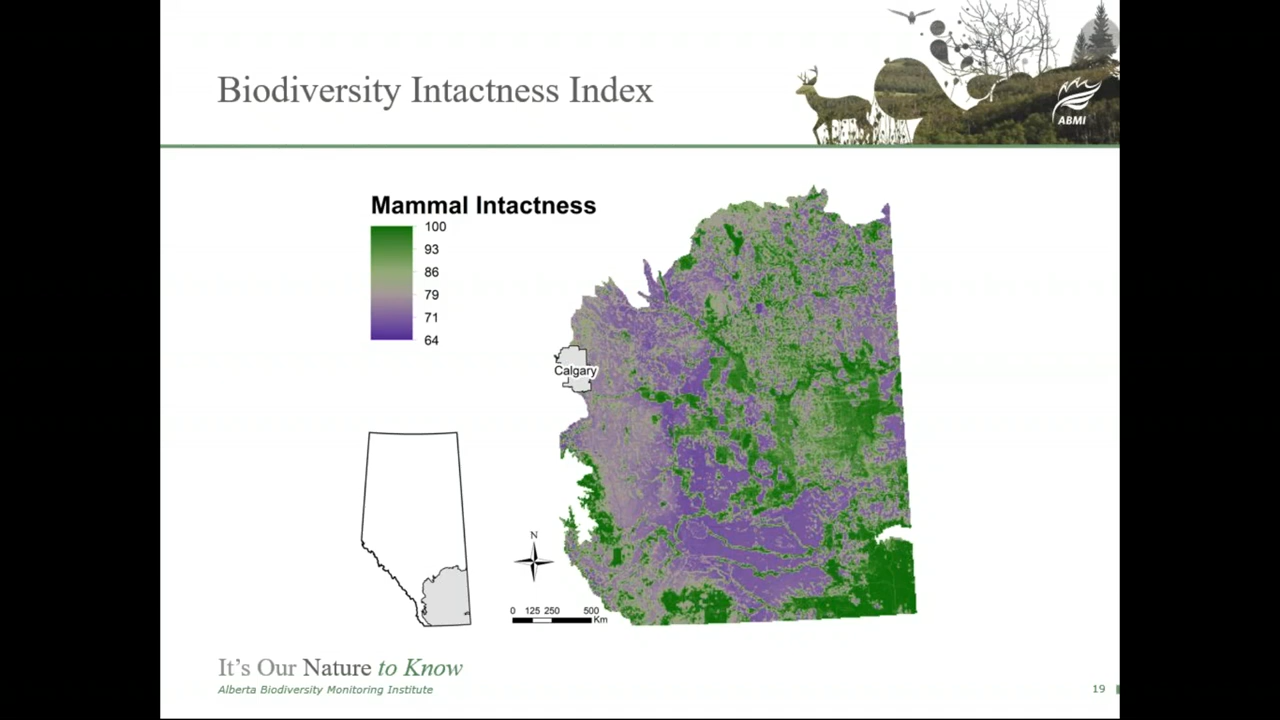 Biodiversity Intactness Index
ABMI
Mammal Intactness
100
93
86
79
71
64
Calgary
N
0 125 250 500
Km
It's Our Nature to Know
Alberta Biodiversity Monitoring Institute
19